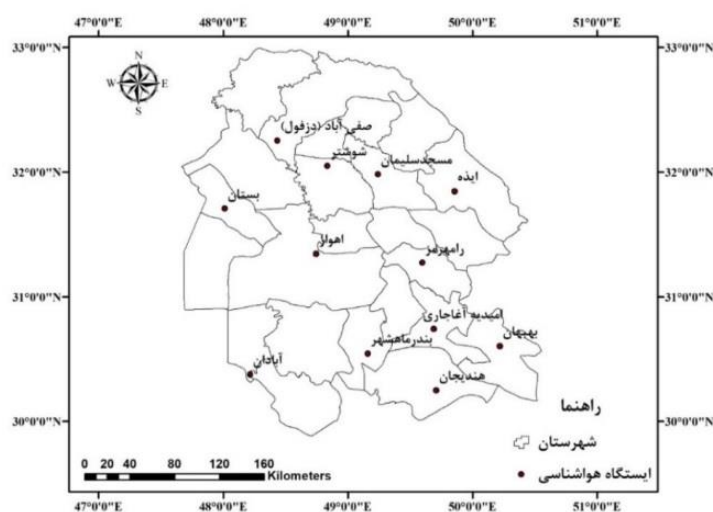 47°0'0"E 48°0'0"E 49°0'0"E 50°0'0"E 51°0'0"E
33°0'0"N 33°0'0"N
N
W E
S
صفی آباد (دزفول)
شوشتر
مسجدسلیمان
32°0'0"N 32°0'0"N
ایذه
بستان
اهواز
رامهرمز
31°0'0"N 31°0'0"N
امیدیه آغاجاری
بهبهان
بندرماهشهر
آبادان
هندیجان
راهنما
30°0'0"N 30°0'0"N
شهرستان
ایستگاه هواشناسی
0 20 40 80 120 160
Kilometers
47°0'0"E 48°0'0"E 49°0'0"E 50°0'0"E 51°0'0"E